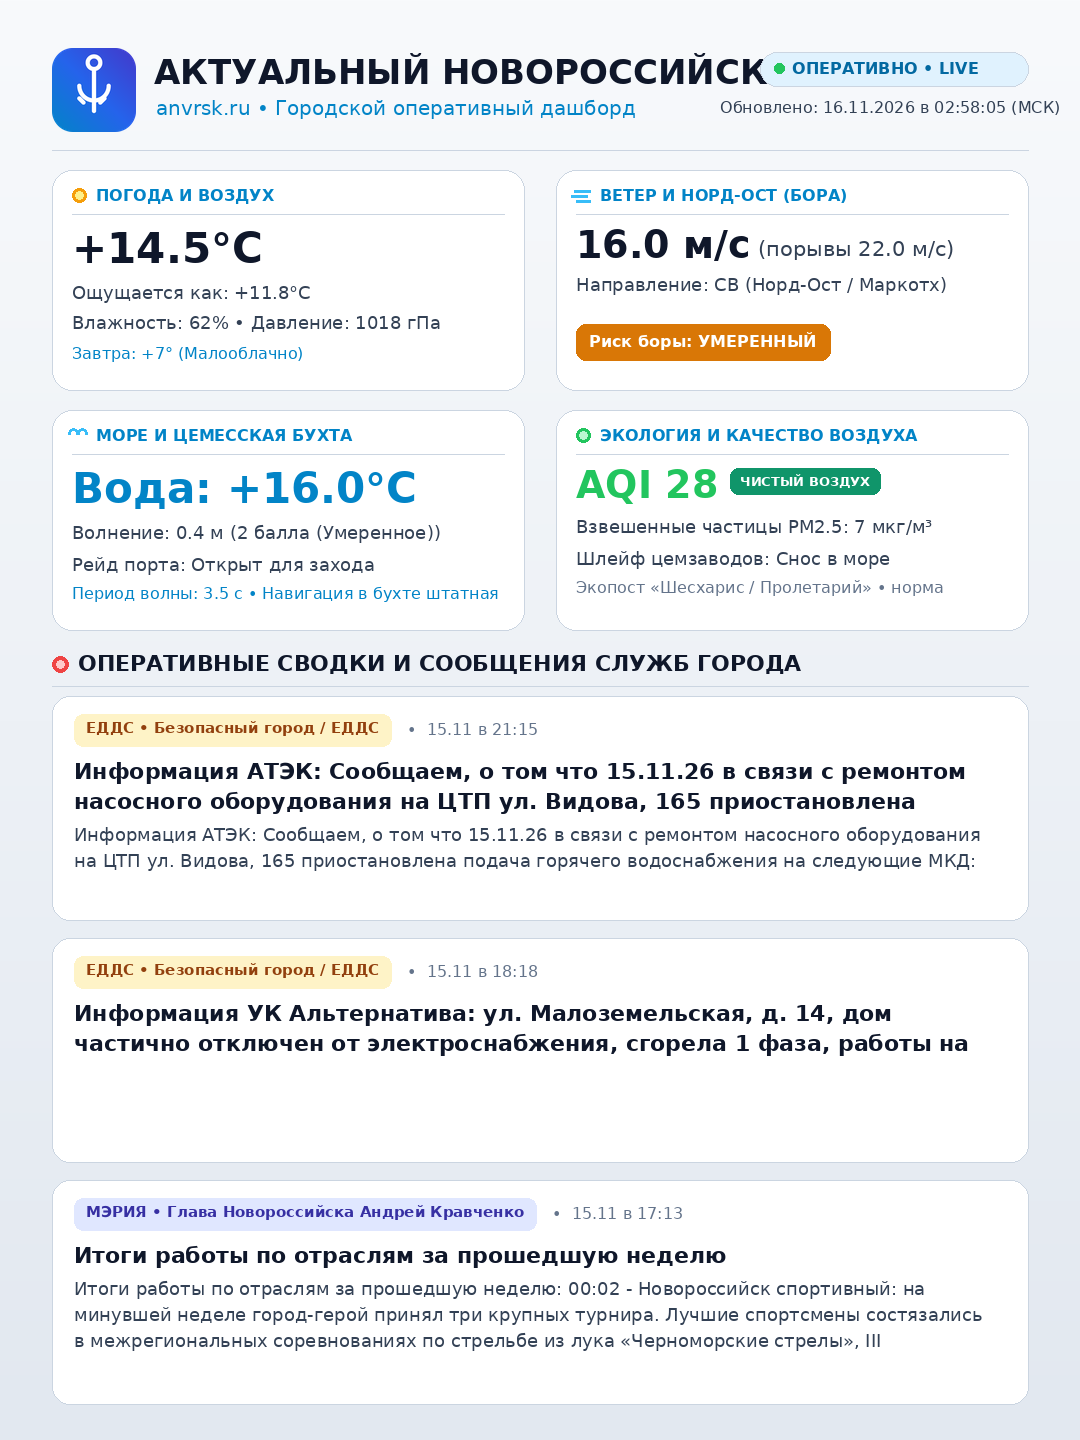 АКТУАЛЬНЫЙ НОВОРОССИЙСК
ОПЕРАТИВНО • LIVE
anvrsk.ru • Городской оперативный дашборд
Обновлено: 16.11.2026 в 02:58:05 (МСК)
ПОГОДА И ВОЗДУХ
+14.5°C
Ощущается как: +11.8°C
Влажность: 62% • Давление: 1018 гПа
Завтра: +7° (Малооблачно)
ВЕТЕР И НОРД-ОСТ (БОРА)
16.0 м/с (порывы 22.0 м/с)
Направление: СВ (Норд-Ост / Маркотх)
Риск боры: УМЕРЕННЫЙ
МОРЕ И ЦЕМЕССКАЯ БУХТА
Вода: +16.0°C
Волнение: 0.4 м (2 балла (Умеренное))
Рейд порта: Открыт для захода
Период волны: 3.5 с • Навигация в бухте штатная
ЭКОЛОГИЯ И КАЧЕСТВО ВОЗДУХА
AQI 28 ЧИСТЫЙ ВОЗДУХ
Взвешенные частицы PM2.5: 7 мкг/м³
Шлейф цемзаводов: Снос в море
Экопост «Шесхарис / Пролетарий» • норма
ОПЕРАТИВНЫЕ СВОДКИ И СООБЩЕНИЯ СЛУЖБ ГОРОДА
ЕДДС • Безопасный город / ЕДДС • 15.11 в 21:15
Информация АТЭК: Сообщаем, о том что 15.11.26 в связи с ремонтом
насосного оборудования на ЦТП ул. Видова, 165 приостановлена
Информация АТЭК: Сообщаем, о том что 15.11.26 в связи с ремонтом насосного оборудования
на ЦТП ул. Видова, 165 приостановлена подача горячего водоснабжения на следующие МКД:
ЕДДС • Безопасный город / ЕДДС • 15.11 в 18:18
Информация УК Альтернатива: ул. Малоземельская, д. 14, дом
частично отключен от электроснабжения, сгорела 1 фаза, работы на
МЭРИЯ • Глава Новороссийска Андрей Кравченко • 15.11 в 17:13
Итоги работы по отраслям за прошедшую неделю
Итоги работы по отраслям за прошедшую неделю: 00:02 - Новороссийск спортивный: на
минувшей неделе город-герой принял три крупных турнира. Лучшие спортсмены состязались
в межрегиональных соревнованиях по стрельбе из лука «Черноморские стрелы», III